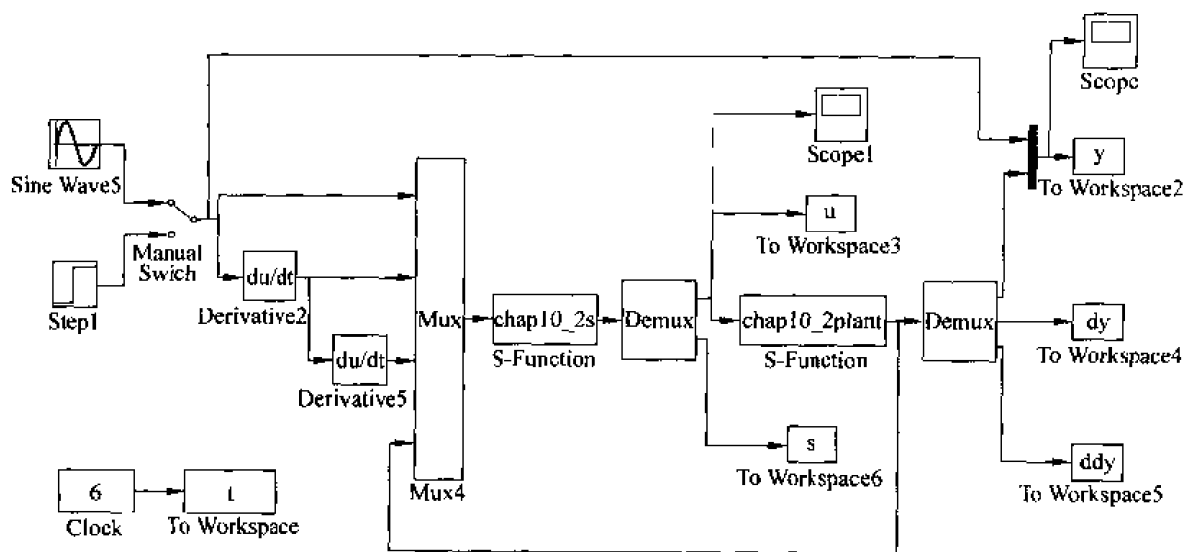 Scope
Scope1
Sine Wave5
y
To Workspace2
u
To Workspace3
Manual
Swich
Step1
du/dt
Derivative2
Mux
chap10_2s
S-Function
Demux
chap10_2plant
S-Function
Demux
dy
To Workspace4
du/dt
Derivative5
s
To Workspace6
ddy
To Workspace5
6
Clock
t
To Workspace
Mux4